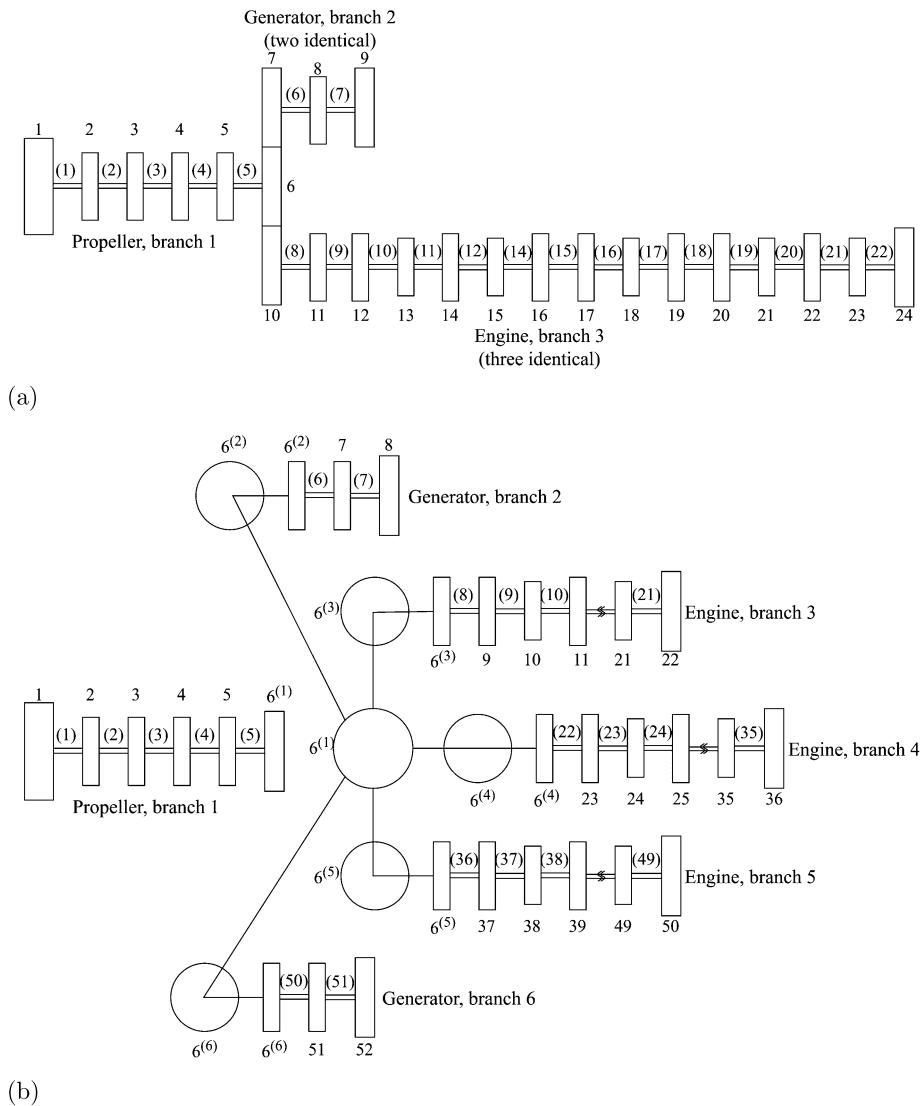 Generator, branch 2
(two identical)
7 8 9
(6) (7)
1 2 3 4 5
(1) (2) (3) (4) (5)
6
Propeller, branch 1
(8) (9) (10) (11) (12) (14) (15) (16) (17) (18) (19) (20) (21) (22)
10 11 12 13 14 15 16 17 18 19 20 21 22 23 24
Engine, branch 3
(three identical)
(a)
6(2) 6(2) 7 8
(6) (7)
Generator, branch 2
6(3)
(8) (9) (10) (21)
Engine, branch 3
6(3) 9 10 11 21 22
1 2 3 4 5 6(1)
(1) (2) (3) (4) (5)
Propeller, branch 1
6(1)
(22) (23) (24) (35)
Engine, branch 4
6(4) 6(4) 23 24 25 35 36
6(5)
(36) (37) (38) (49)
Engine, branch 5
6(5) 37 38 39 49 50
(50) (51)
Generator, branch 6
6(6) 6(6) 51 52
(b)